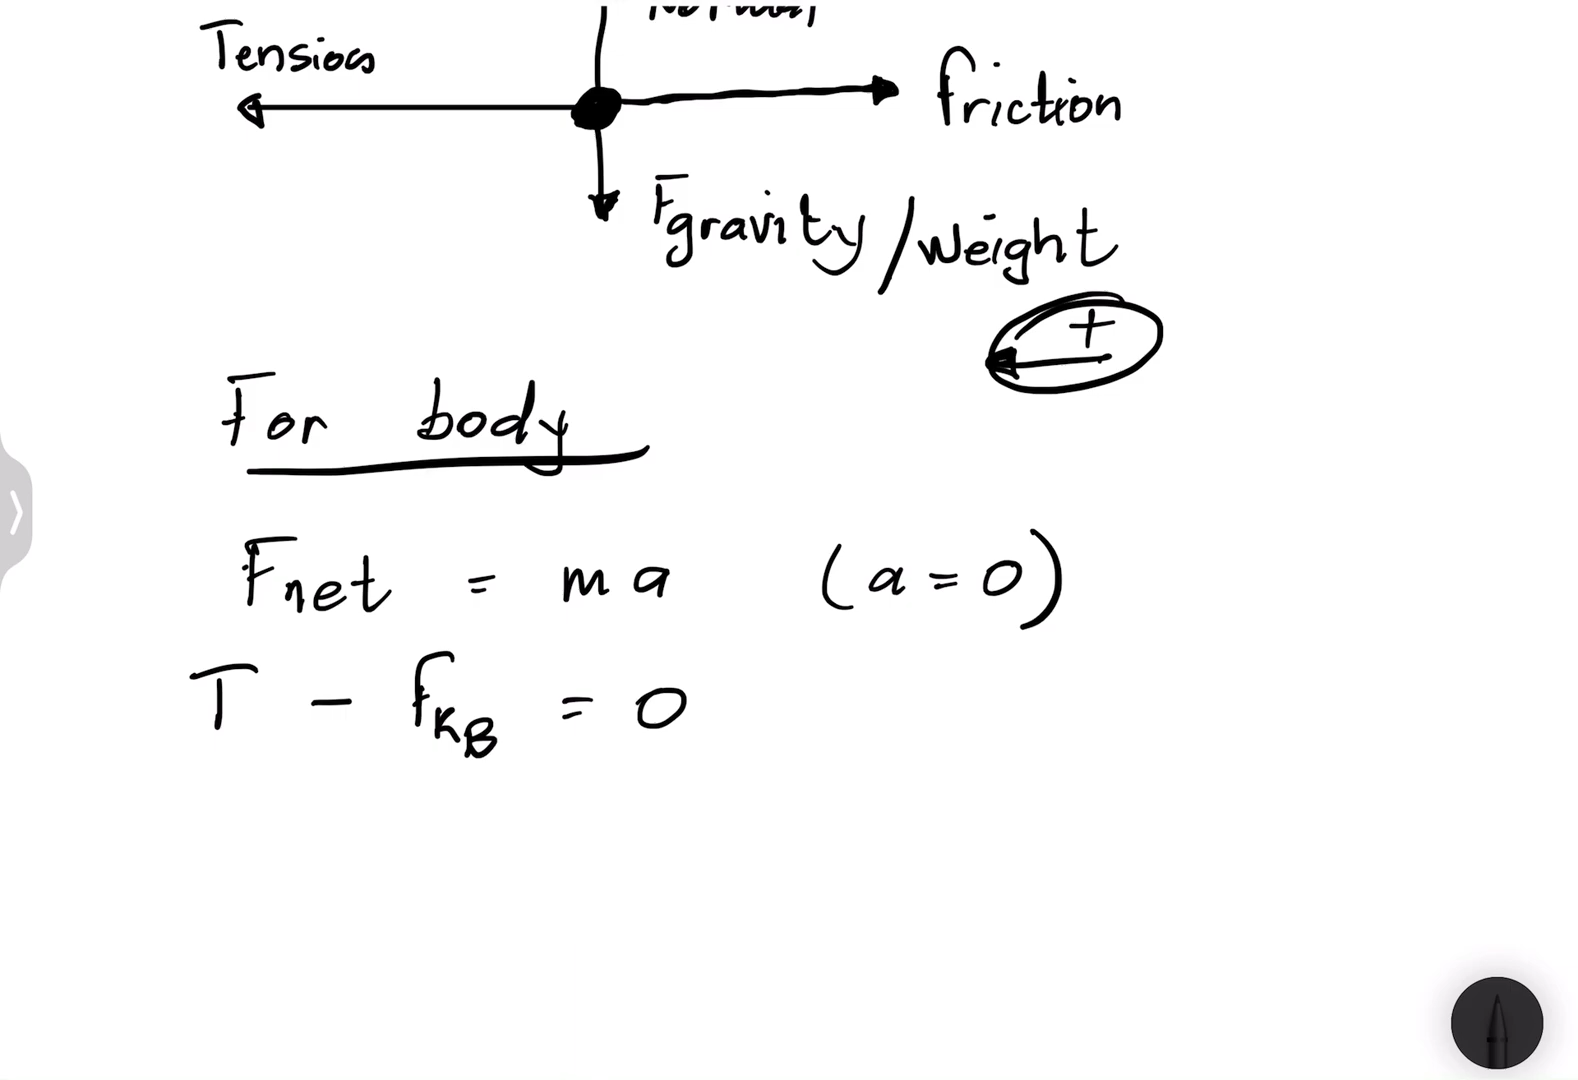 Tension
friction
Fgravity/Weight
+
For body
Fnet = ma (a = 0)
T - fKB = 0